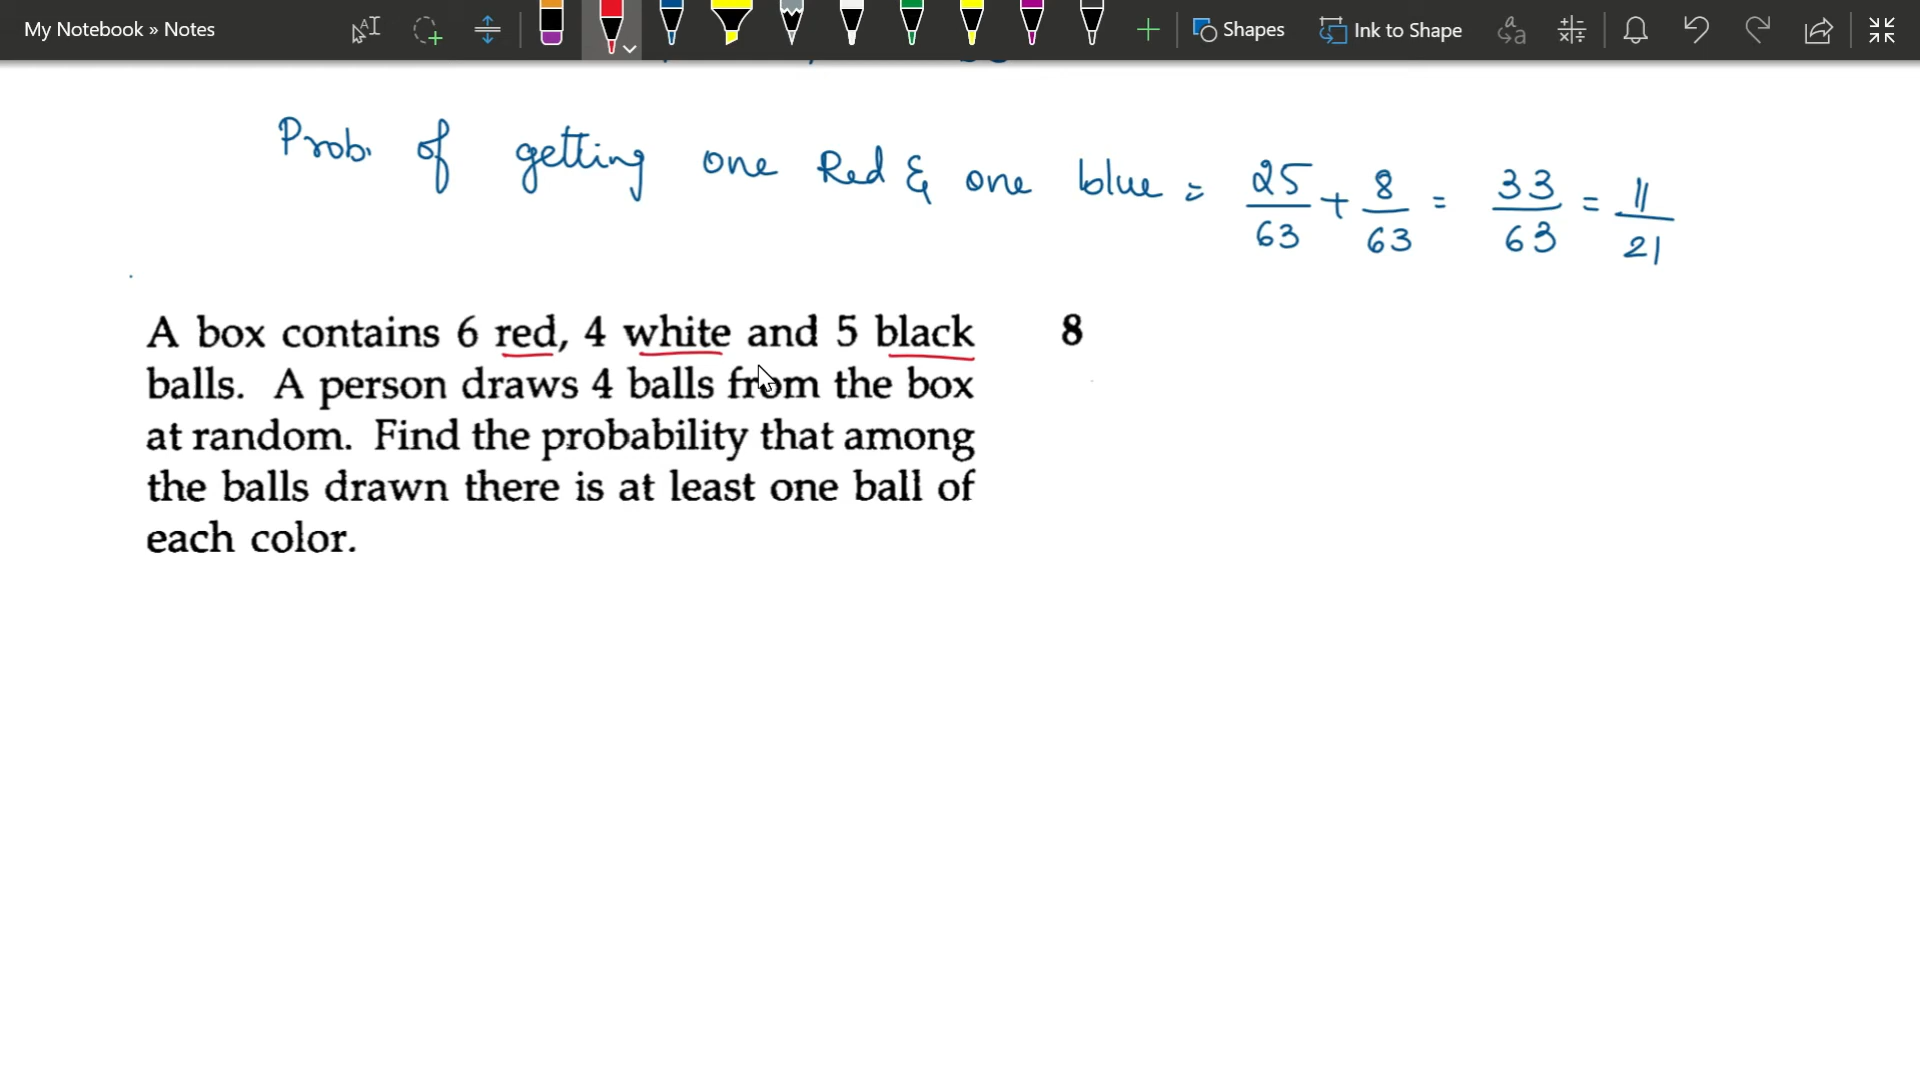 My Notebook » Notes
Shapes
Ink to Shape
Prob. of getting one Red & one blue = 25/63 + 8/63 = 33/63 = 11/21
A box contains 6 red, 4 white and 5 black 8
balls. A person draws 4 balls from the box
at random. Find the probability that among
the balls drawn there is at least one ball of
each color.